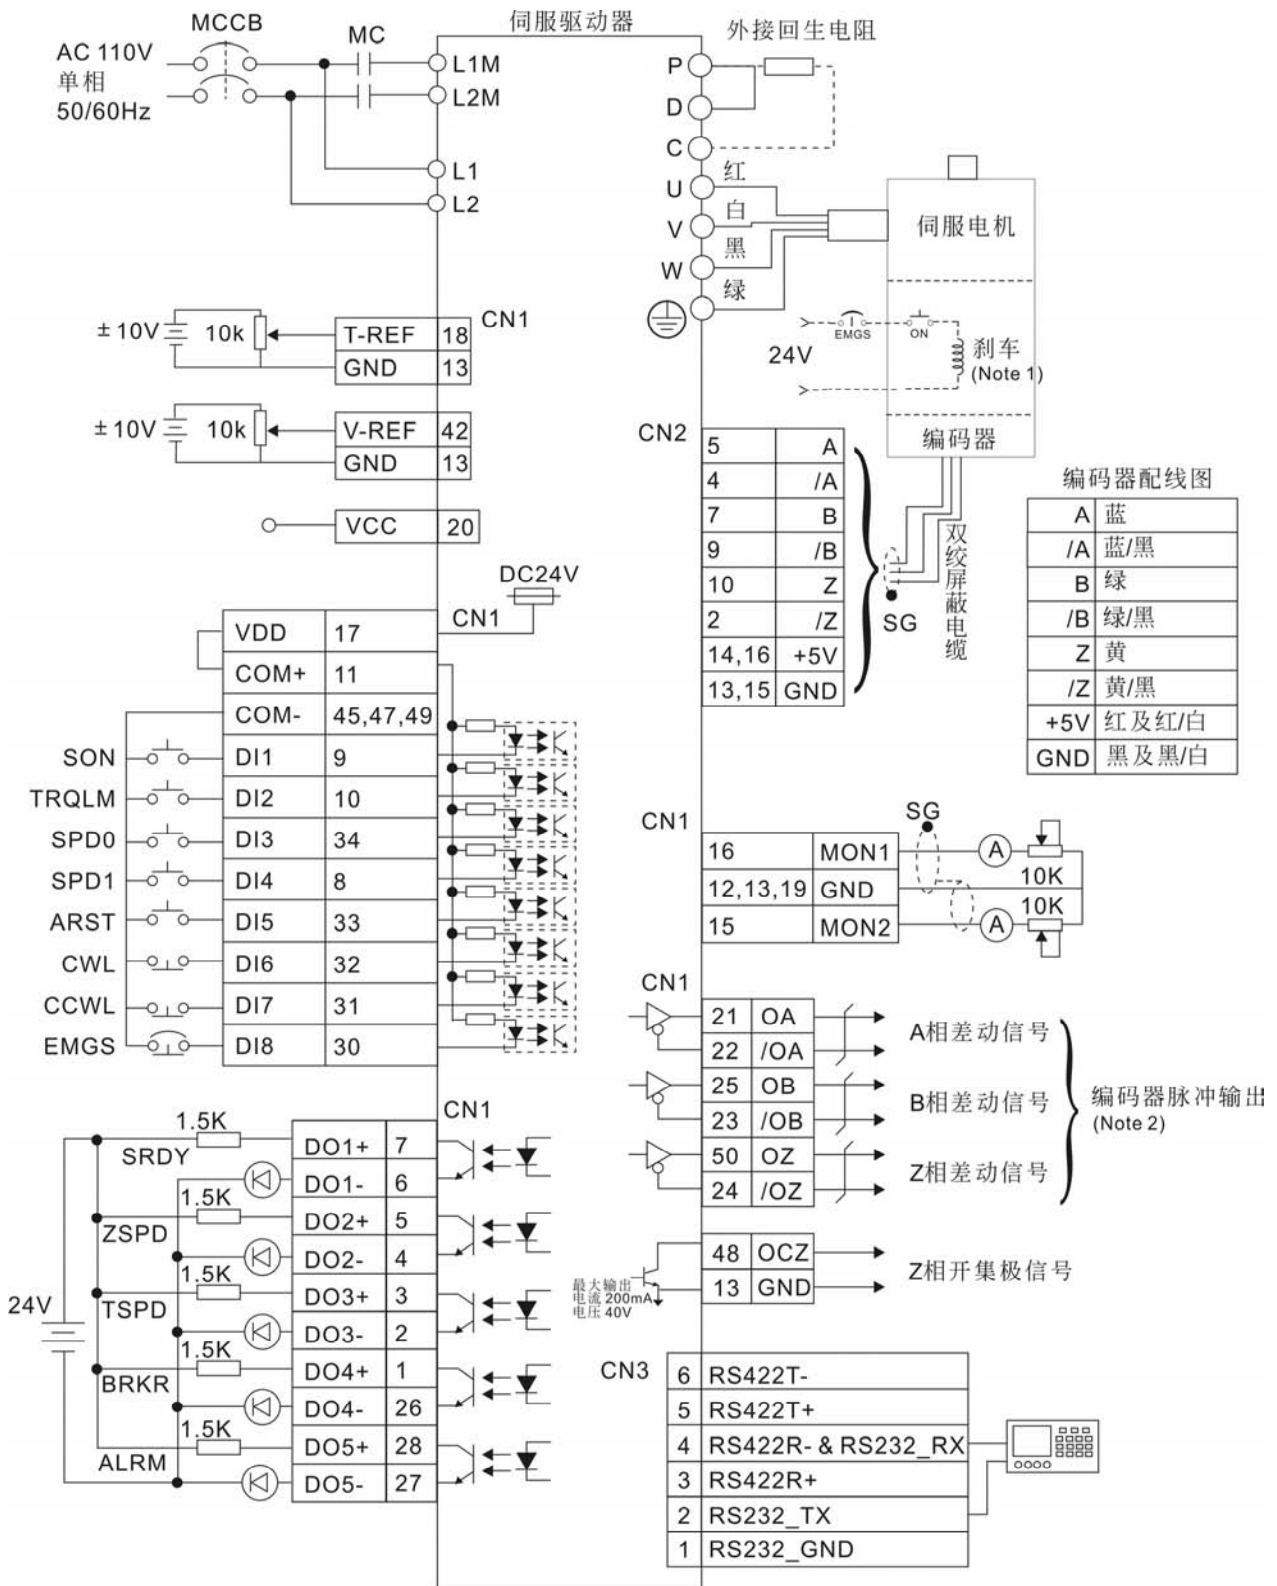 伺服驱动器
MCCB
MC
AC 110V
单相
50/60Hz
L1M
L2M
L1
L2
外接回生电阻
P
D
C
U
V
W
红
白
黑
绿
伺服电机
EMGS
ON
24V
刹车
(Note 1)
编码器
CN1
± 10V
10k
T-REF 18
GND 13
± 10V
10k
V-REF 42
GND 13
VCC 20
DC24V
CN1
VDD 17
COM+ 11
COM- 45,47,49
SON DI1 9
TRQLM DI2 10
SPD0 DI3 34
SPD1 DI4 8
ARST DI5 33
CWL DI6 32
CCWL DI7 31
EMGS DI8 30
CN1
24V
1.5K
SRDY
DO1+ 7
DO1- 6
1.5K
ZSPD
DO2+ 5
DO2- 4
1.5K
TSPD
DO3+ 3
DO3- 2
1.5K
BRKR
DO4+ 1
DO4- 26
1.5K
ALRM
DO5+ 28
DO5- 27
CN2
5 A
4 /A
7 B
9 /B
10 Z
2 /Z
14,16 +5V
13,15 GND
SG
双绞屏蔽电缆
编码器配线图
A 蓝
/A 蓝/黑
B 绿
/B 绿/黑
Z 黄
/Z 黄/黑
+5V 红及红/白
GND 黑及黑/白
CN1
SG
16 MON1
A
10K
12,13,19 GND
10K
15 MON2
A
CN1
21 OA
22 /OA
A相差动信号
25 OB
23 /OB
B相差动信号
50 OZ
24 /OZ
Z相差动信号
编码器脉冲输出
(Note 2)
48 OCZ
13 GND
Z相开集极信号
最大输出
电流 200mA
电压 40V
CN3
6 RS422T-
5 RS422T+
4 RS422R- & RS232_RX
3 RS422R+
2 RS232_TX
1 RS232_GND